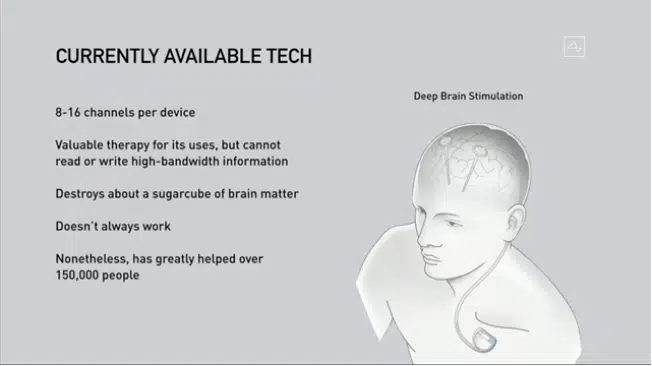 CURRENTLY AVAILABLE TECH
Deep Brain Stimulation
8-16 channels per device
Valuable therapy for its uses, but cannot
read or write high-bandwidth information
Destroys about a sugarcube of brain matter
Doesn't always work
Nonetheless, has greatly helped over
150,000 people